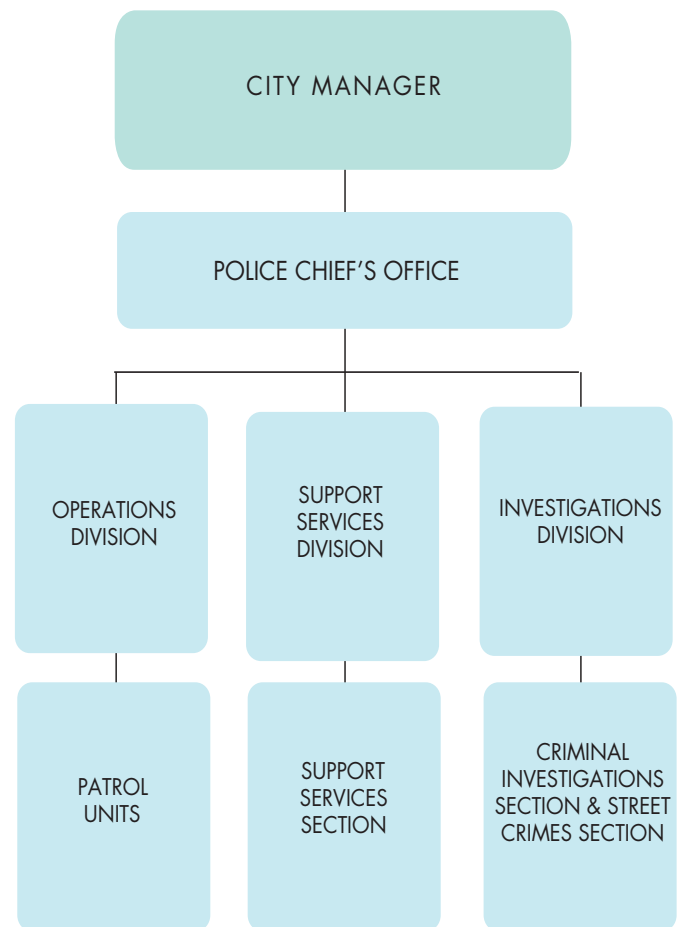 CITY MANAGER
POLICE CHIEF'S OFFICE
OPERATIONS
DIVISION
SUPPORT
SERVICES
DIVISION
INVESTIGATIONS
DIVISION
PATROL
UNITS
SUPPORT
SERVICES
SECTION
CRIMINAL
INVESTIGATIONS
SECTION & STREET
CRIMES SECTION